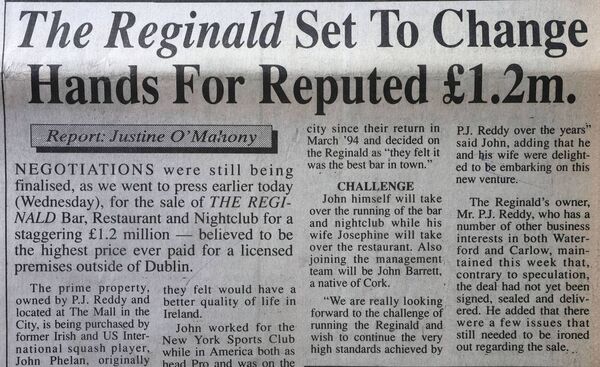 The Reginald Set To Change
Hands For Reputed £1.2m.
Report: Justine O'Mahony
NEGOTIATIONS were still being
finalised, as we went to press earlier today
(Wednesday), for the sale of THE REGI-
NALD Bar, Restaurant and Nightclub for a
staggering £1.2 million — believed to be
the highest price ever paid for a licensed
premises outside of Dublin.
The prime property,
owned by P.J. Reddy and
located at The Mall in the
City, is being purchased by
former Irish and US Inter-
national squash player,
John Phelan, originally
they felt would have a
better quality of life in
Ireland.
John worked for the
New York Sports Club
while in America both as
head Pro and was on the
city since their return in
March '94 and decided on
the Reginald as "they felt it
was the best bar in town."
CHALLENGE
John himself will take
over the running of the bar
and nightclub while his
wife Josephine will take
over the restaurant. Also
joining the management
team will be John Barrett,
a native of Cork.
"We are really looking
forward to the challenge of
running the Reginald and
wish to continue the very
high standards achieved by
P.J. Reddy over the years"
said John, adding that he
and his wife were delight-
ed to be embarking on this
new venture.
The Reginald's owner,
Mr. P.J. Reddy, who has a
number of other business
interests in both Water-
ford and Carlow, main-
tained this week that,
contrary to speculation,
the deal had not yet been
signed, sealed and deliv-
ered. He added that there
were a few issues that
still needed to be ironed
out regarding the sale.